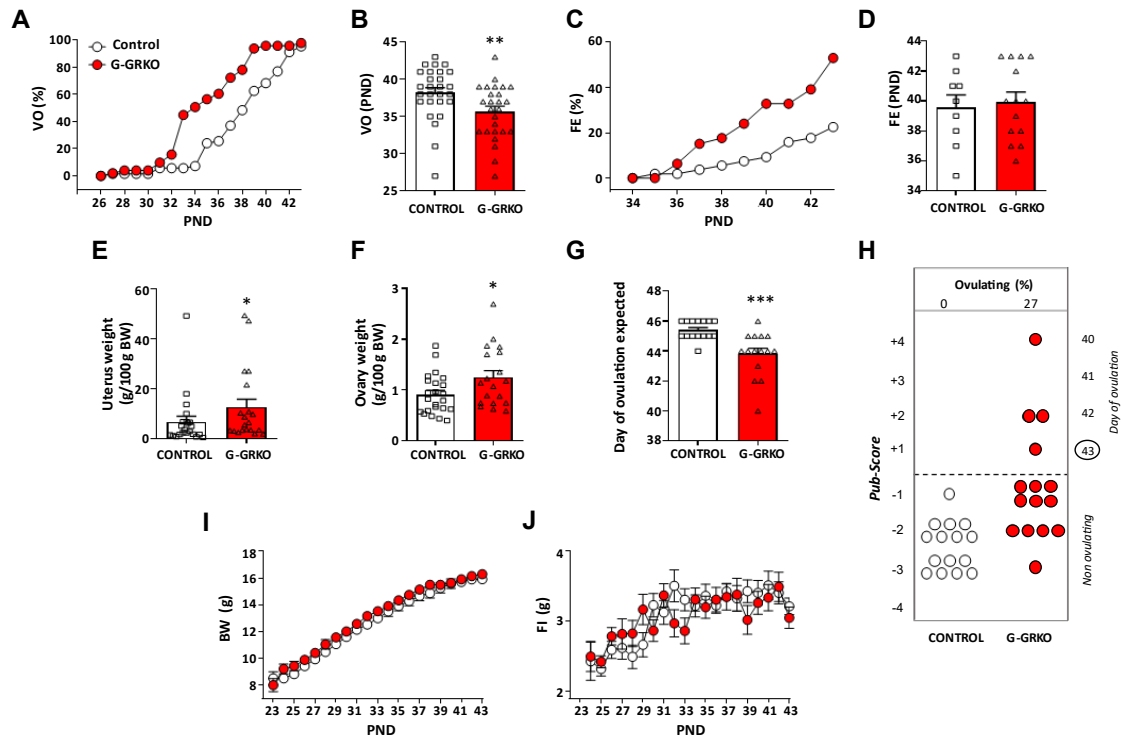 A
VO (%)
100
80
60
40
20
0
Control
G-GRKO
26 28 30 32 34 36 38 40 42
PND
B
VO (PND)
45
40
35
30
25
**
CONTROL G-GRKO
C
FE (%)
60
40
20
0
34 36 38 40 42
PND
D
FE (PND)
44
42
40
38
36
34
CONTROL G-GRKO
E
Uterus weight
(g/100 g BW)
60
40
20
0
*
CONTROL G-GRKO
F
Ovary weight
(g/100 g BW)
3
2
1
0
*
CONTROL G-GRKO
G
Day of ovulation expected
48
46
44
42
40
38
***
CONTROL G-GRKO
H
Ovulating (%)
0 27
Pub-Score
+4
+3
+2
+1
-1
-2
-3
-4
40
41
42
43
Day of ovulation
Non ovulating
CONTROL G-GRKO
I
BW (g)
18
16
14
12
10
8
23 25 27 29 31 33 35 37 39 41 43
PND
J
FI (g)
4
3
2
23 25 27 29 31 33 35 37 39 41 43
PND